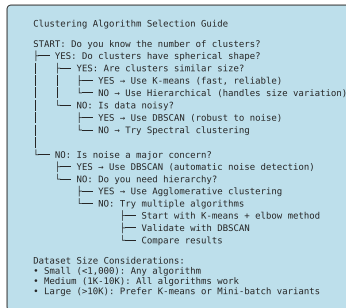 Clustering Algorithm Selection Guide
START: Do you know the number of clusters?
├── YES: Do clusters have spherical shape?
│   ├── YES: Are clusters similar size?
│   │   ├── YES → Use K-means (fast, reliable)
│   │   └── NO → Use Hierarchical (handles size variation)
│   └── NO: Is data noisy?
│       ├── YES → Use DBSCAN (robust to noise)
│       └── NO → Try Spectral clustering
│
└── NO: Is noise a major concern?
    ├── YES → Use DBSCAN (automatic noise detection)
    └── NO: Do you need hierarchy?
        ├── YES → Use Agglomerative clustering
        └── NO: Try multiple algorithms
            ├── Start with K-means + elbow method
            ├── Validate with DBSCAN
            └── Compare results
Dataset Size Considerations:
• Small (<1,000): Any algorithm
• Medium (1K-10K): All algorithms work
• Large (>10K): Prefer K-means or Mini-batch variants